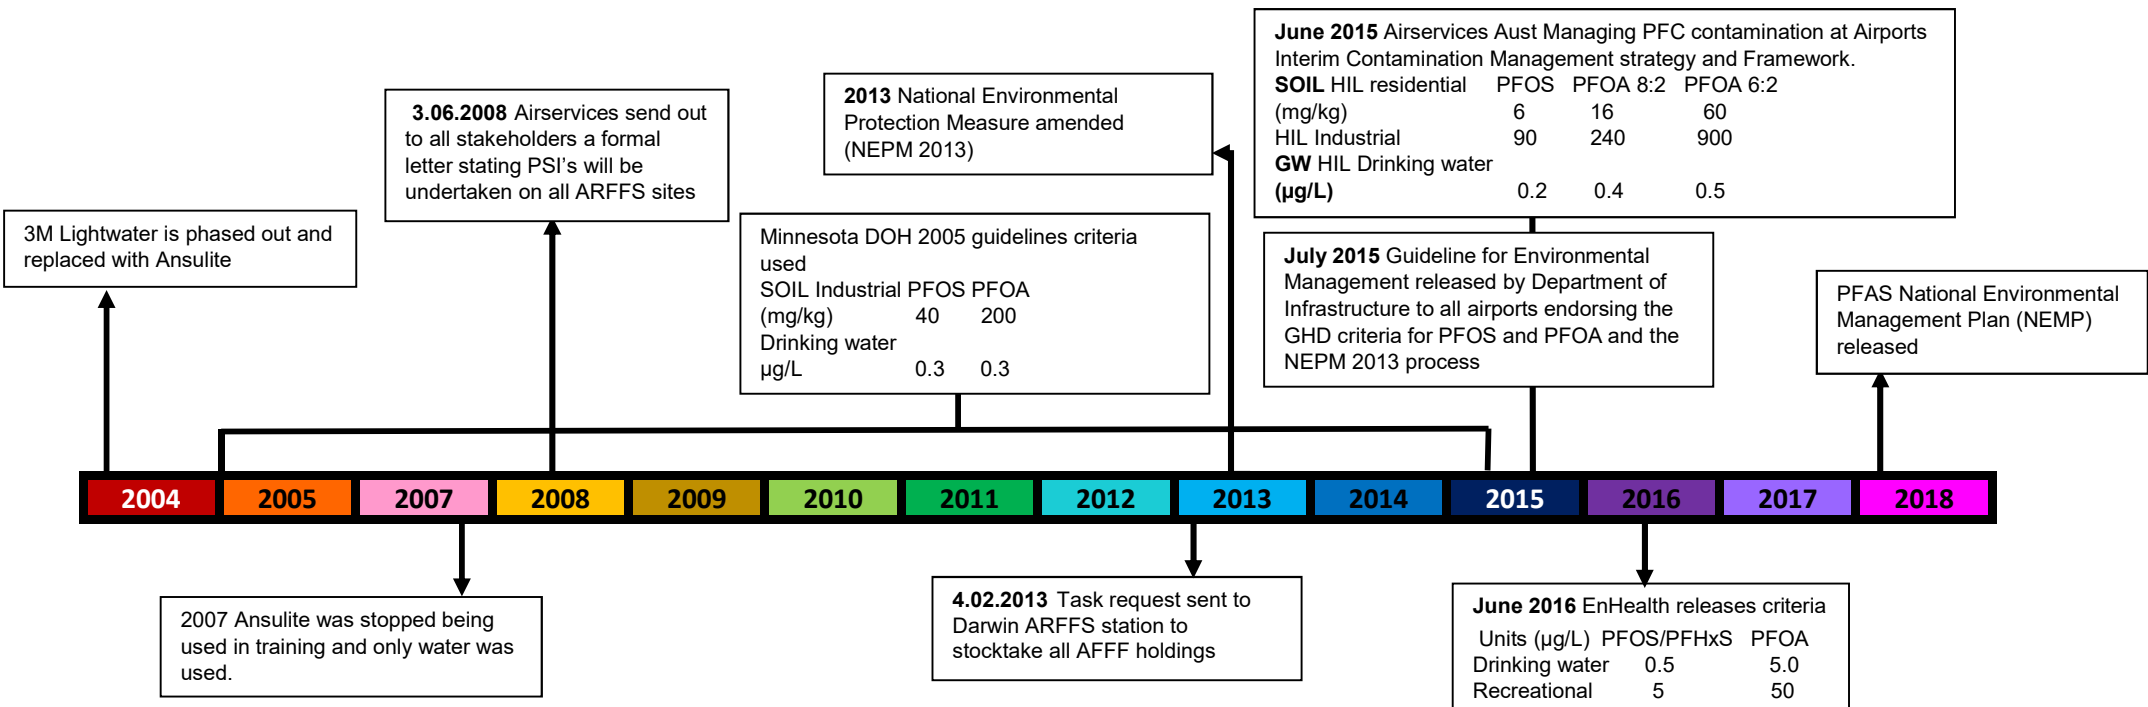 June 2015 Airservices Aust Managing PFC contamination at Airports
Interim Contamination Management strategy and Framework.
SOIL HIL residential PFOS PFOA 8:2 PFOA 6:2
(mg/kg) 6 16 60
HIL Industrial 90 240 900
GW HIL Drinking water
(µg/L) 0.2 0.4 0.5
2013 National Environmental
Protection Measure amended
(NEPM 2013)
3.06.2008 Airservices send out
to all stakeholders a formal
letter stating PSI's will be
undertaken on all ARFFS sites
3M Lightwater is phased out and
replaced with Ansulite
Minnesota DOH 2005 guidelines criteria
used
SOIL Industrial PFOS PFOA
(mg/kg) 40 200
Drinking water
µg/L 0.3 0.3
July 2015 Guideline for Environmental
Management released by Department of
Infrastructure to all airports endorsing the
GHD criteria for PFOS and PFOA and the
NEPM 2013 process
PFAS National Environmental
Management Plan (NEMP)
released
2004 2005 2007 2008 2009 2010 2011 2012 2013 2014 2015 2016 2017 2018
2007 Ansulite was stopped being
used in training and only water was
used.
4.02.2013 Task request sent to
Darwin ARFFS station to
stocktake all AFFF holdings
June 2016 EnHealth releases criteria
Units (µg/L) PFOS/PFHxS PFOA
Drinking water 0.5 5.0
Recreational 5 50